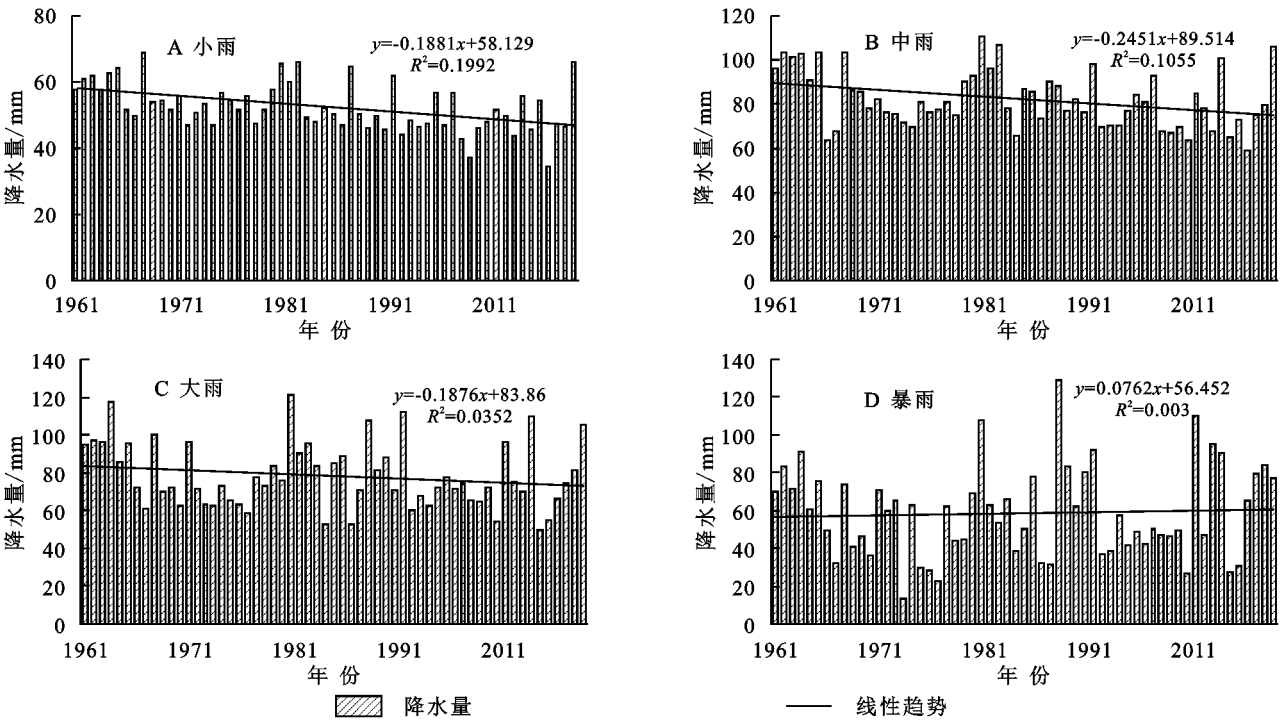 A 小雨
y=-0.1881x+58.129
R²=0.1992
降水量/mm
80
60
40
20
0
1961 1971 1981 1991 2011
年 份
B 中雨
y=-0.2451x+89.514
R²=0.1055
降水量/mm
120
100
80
60
40
20
0
1961 1971 1981 1991 2011
年 份
C 大雨
y=-0.1876x+83.86
R²=0.0352
降水量/mm
140
120
100
80
60
40
20
0
1961 1971 1981 1991 2011
年 份
D 暴雨
y=0.0762x+56.452
R²=0.003
降水量/mm
140
120
100
80
60
40
20
0
1961 1971 1981 1991 2011
年 份
降水量
线性趋势